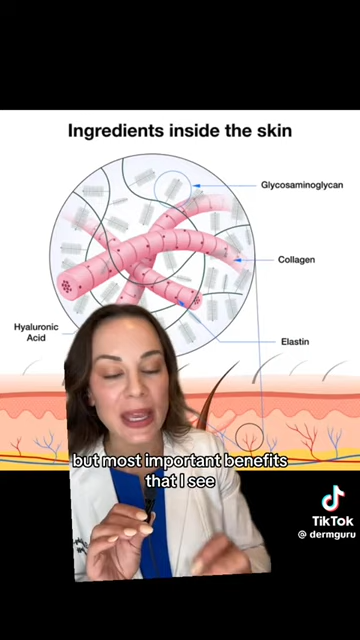 Ingredients inside the skin
Glycosaminoglycan
Collagen
Hyaluronic
Acid
Elastin
but most important benefits
that I see
TikTok
@ dermguru